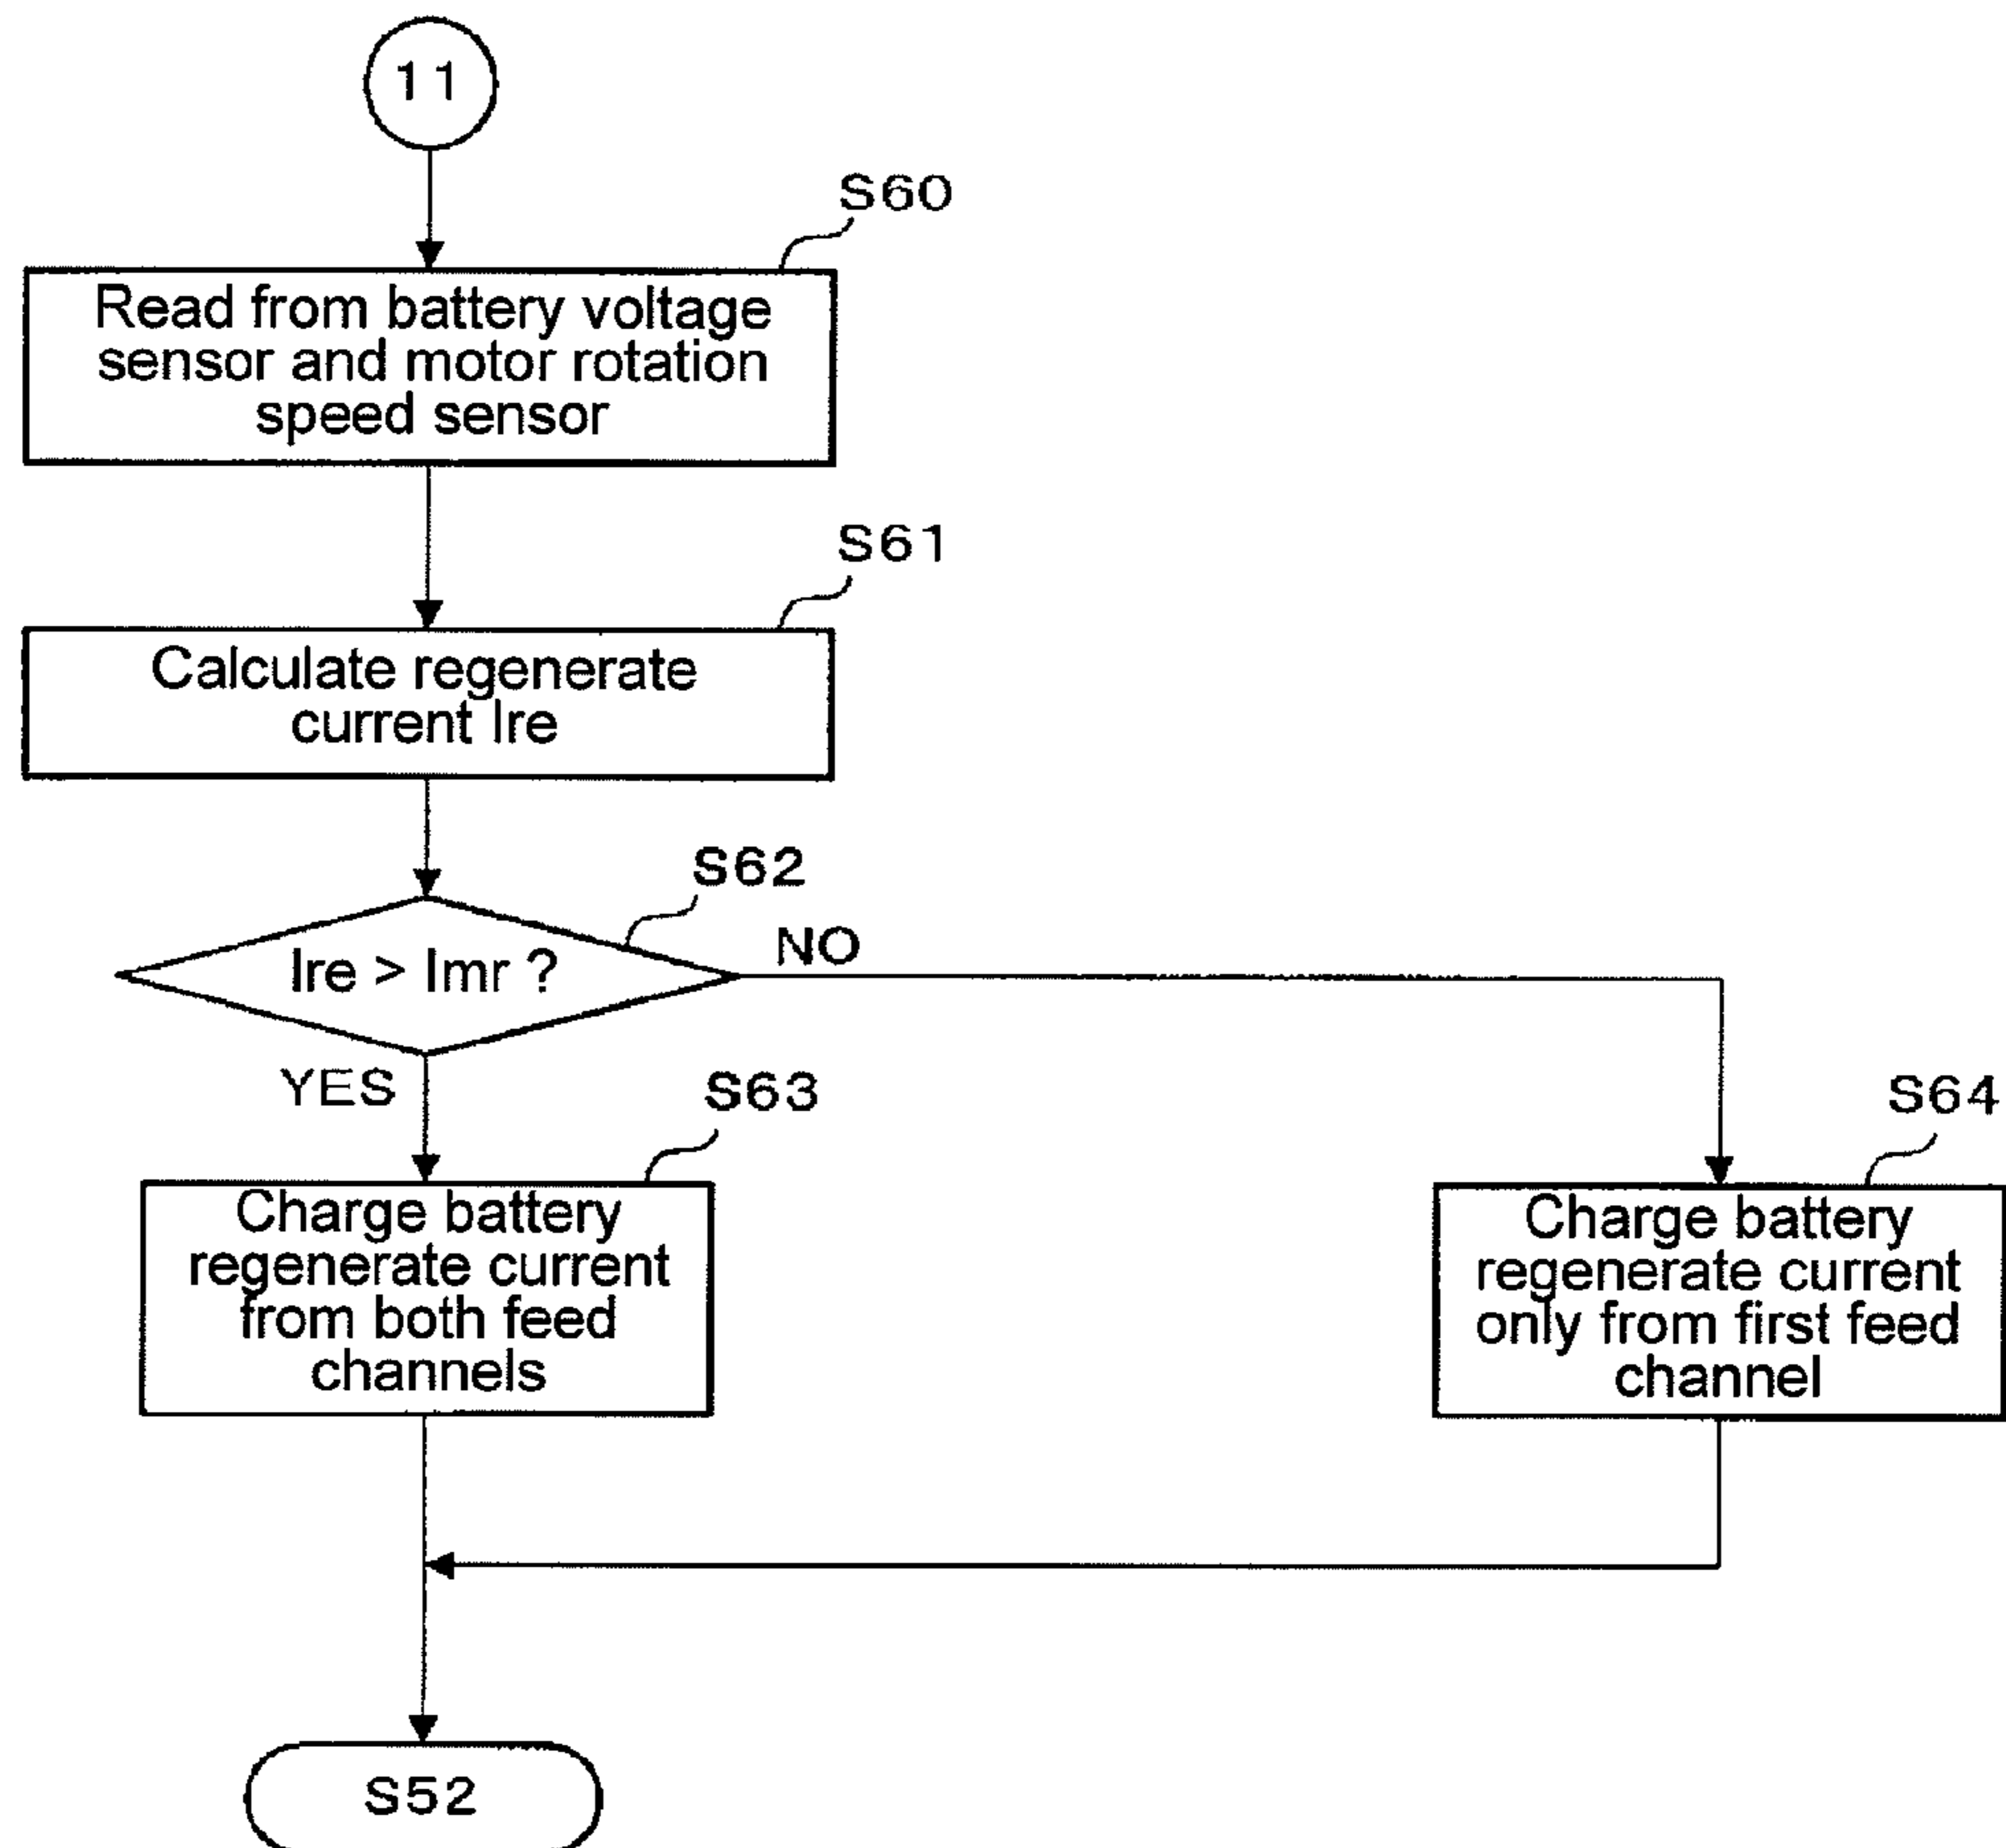 11
S60
Read from battery voltage
sensor and motor rotation
speed sensor
S61
Calculate regenerate
current Ire
S62
Ire > Imr ?
NO
YES
S63
Charge battery
regenerate current
from both feed
channels
S64
Charge battery
regenerate current
only from first feed
channel
S52